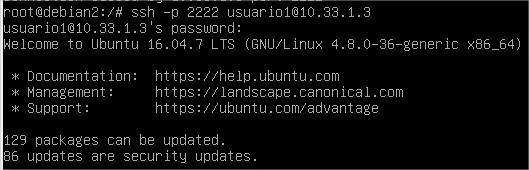 root@debian2:/# ssh -p 2222 usuario1@10.33.1.3
usuario1@10.33.1.3's password:
Welcome to Ubuntu 16.04.7 LTS (GNU/Linux 4.8.0-36-generic x86_64)
* Documentation: https://help.ubuntu.com
* Management: https://landscape.canonical.com
* Support: https://ubuntu.com/advantage
129 packages can be updated.
86 updates are security updates.